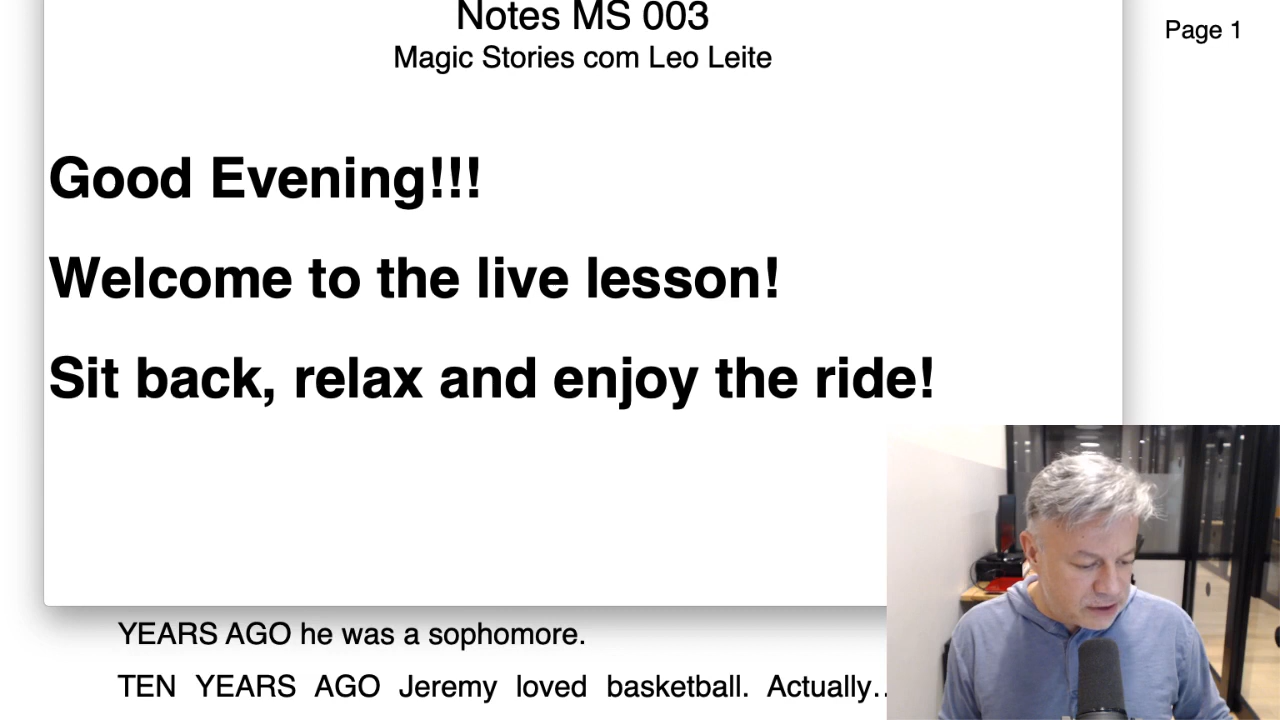 Notes MS 003
Page 1
Magic Stories com Leo Leite
Good Evening!!!
Welcome to the live lesson!
Sit back, relax and enjoy the ride!
YEARS AGO he was a sophomore.
TEN YEARS AGO Jeremy loved basketball. Actually..